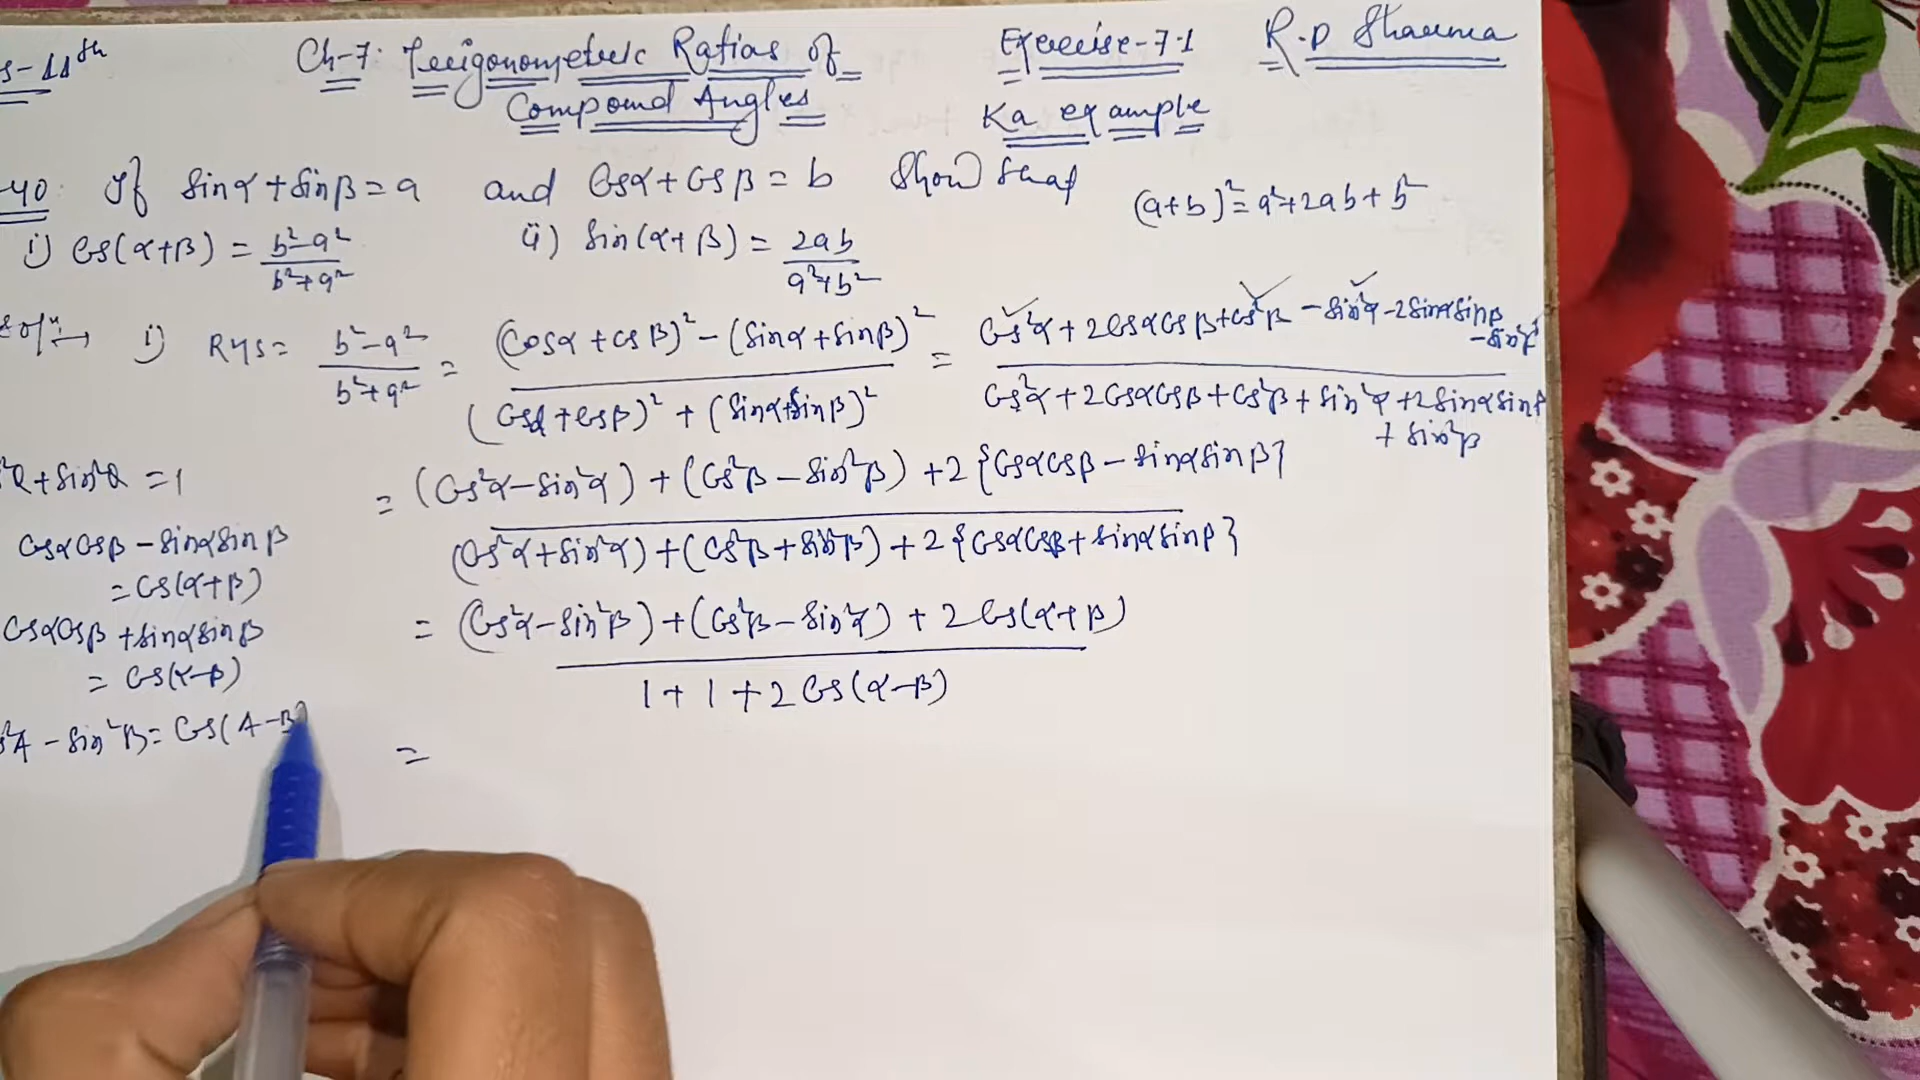 s-11th Ch-7: Trigonometric Ratios of Exercise-7.1 R.D Sharma
Compound Angles Ka example
-40: If sinα+sinβ=a and Cosα+Cosβ=b Show that (a+b)²=a²+2ab+b²
i) Cos(α+β) = b²-a² / b²+a² ii) sin(α+β) = 2ab / a²+b²
Solⁿ→ i) RHS= b²-a² / b²+a² = (Cosα+Cosβ)²-(sinα+sinβ)² / (Cosα+Cosβ)²+(sinα+sinβ)² = Cos²α+2CosαCosβ+Cos²β-sin²α-2sinαsinβ-sin²β / Cos²α+2CosαCosβ+Cos²β+sin²α+2sinαsinβ+sin²β
= (Cos²α-sin²α)+(Cos²β-sin²β)+2{CosαCosβ-sinαsinβ} / (Cos²α+sin²α)+(Cos²β+sin²β)+2{CosαCosβ+sinαsinβ}
= (Cos²α-sin²β)+(Cos²β-sin²α)+2Cos(α+β) / 1+1+2Cos(α-β)
=
²θ+sin²θ=1
CosαCosβ-sinαsinβ
=Cos(α+β)
CosαCosβ+sinαsinβ
= Cos(α-β)
s²A-sin²B=Cos(A-B)